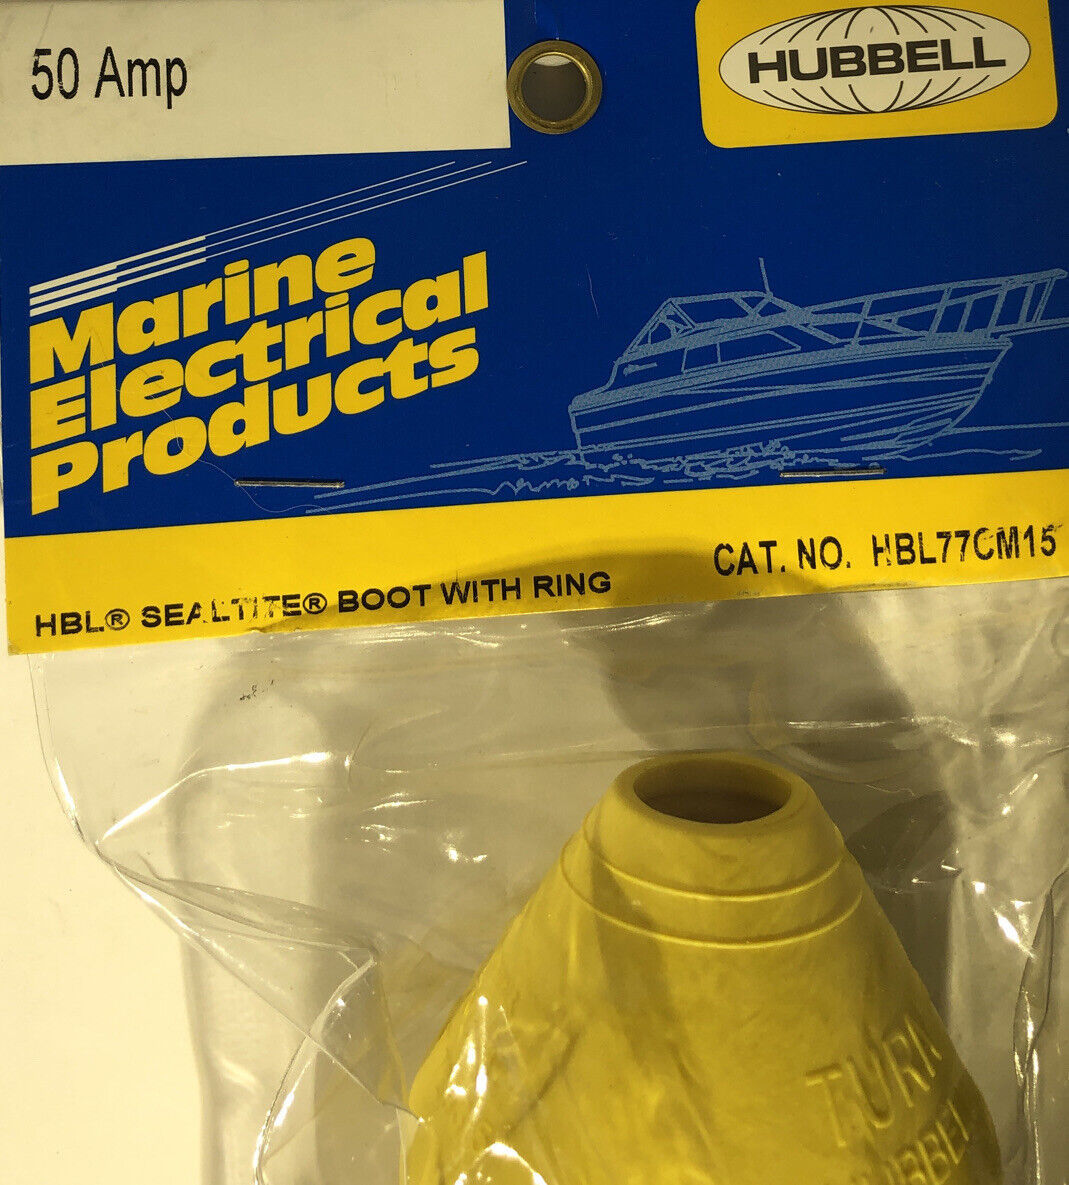 50 Amp
HUBBELL
Marine
Electrical
Products
CAT. NO. HBL77CM15
HBL® SEALTITE® BOOT WITH RING
TURN